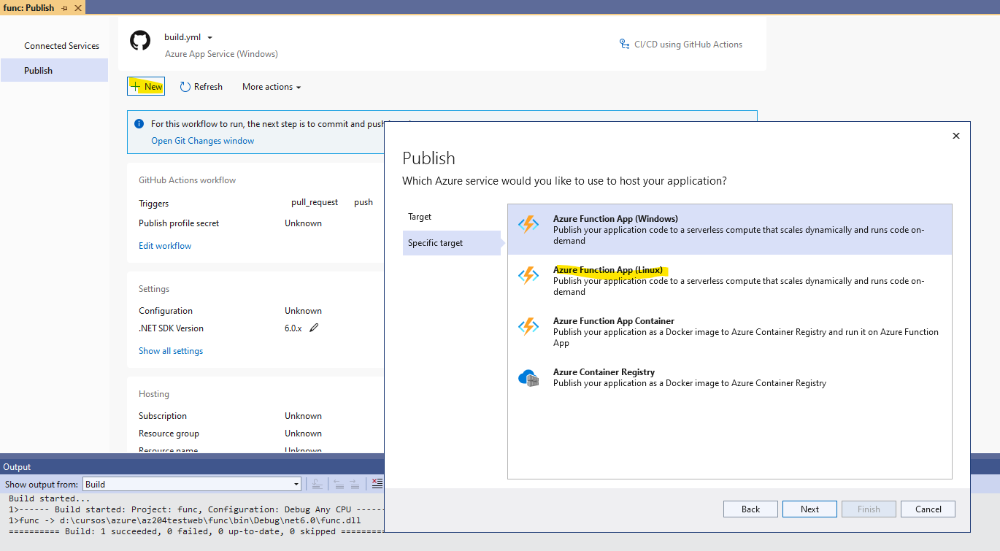 func: Publish
Connected Services
Publish
build.yml
Azure App Service (Windows)
CI/CD using GitHub Actions
New
Refresh
More actions
For this workflow to run, the next step is to commit and push
Open Git Changes window
GitHub Actions workflow
Triggers pull_request push
Publish profile secret Unknown
Edit workflow
Settings
Configuration Unknown
.NET SDK Version 6.0.x
Show all settings
Hosting
Subscription Unknown
Resource group Unknown
Resource name Unknown
Publish
Which Azure service would you like to use to host your application?
Target
Specific target
Azure Function App (Windows)
Publish your application code to a serverless compute that scales dynamically and runs code on-
demand
Azure Function App (Linux)
Publish your application code to a serverless compute that scales dynamically and runs code on-
demand
Azure Function App Container
Publish your application as a Docker image to Azure Container Registry and run it on Azure Function
App
Azure Container Registry
Publish your application as a Docker image to Azure Container Registry
Back
Next
Finish
Cancel
Output
Show output from: Build
Build started...
1>------ Build started: Project: func, Configuration: Debug Any CPU ------
1>func -> d:\cursos\azure\az204testweb\func\bin\Debug\net6.0\func.dll
========== Build: 1 succeeded, 0 failed, 0 up-to-date, 0 skipped ==========